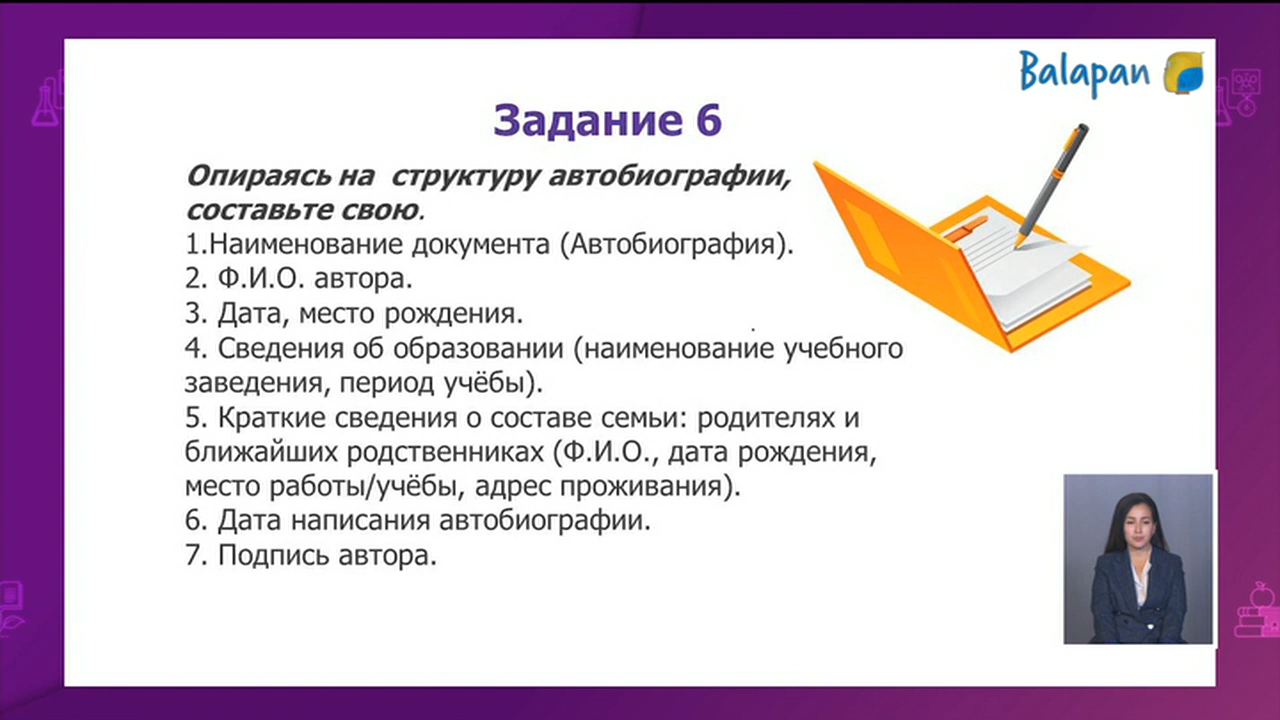 Balapan
Задание 6
Опираясь на структуру автобиографии,
составьте свою.
1.Наименование документа (Автобиография).
2. Ф.И.О. автора.
3. Дата, место рождения.
4. Сведения об образовании (наименование учебного
заведения, период учёбы).
5. Краткие сведения о составе семьи: родителях и
ближайших родственниках (Ф.И.О., дата рождения,
место работы/учёбы, адрес проживания).
6. Дата написания автобиографии.
7. Подпись автора.